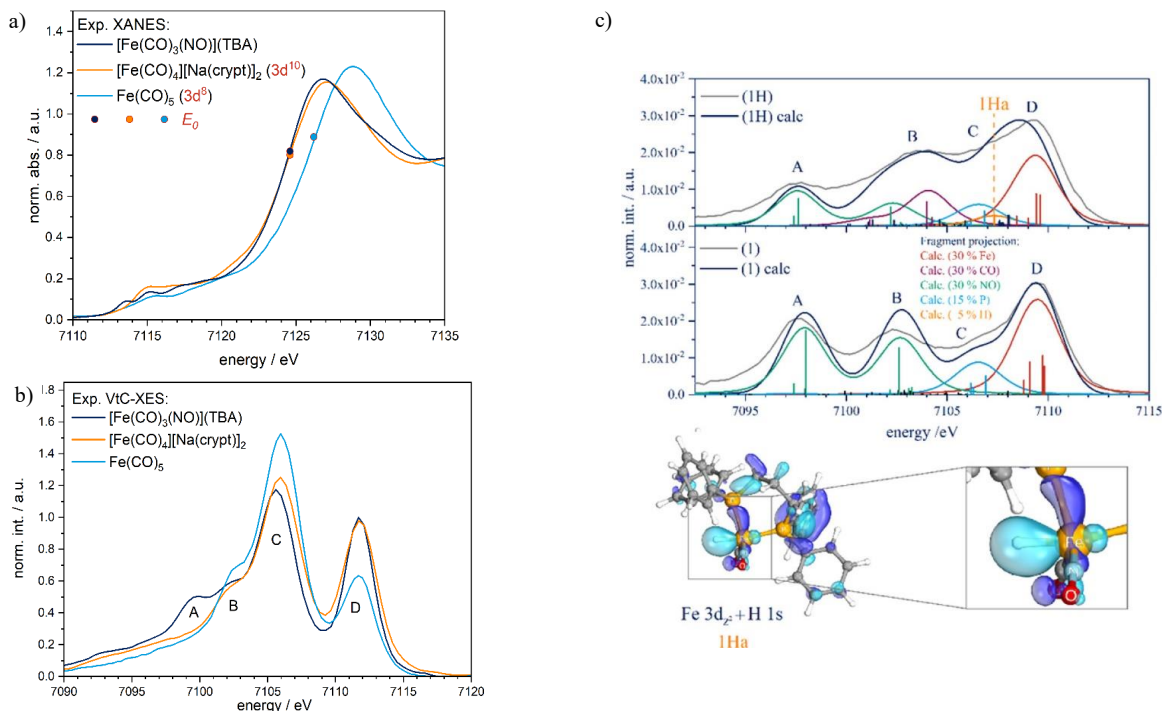 a)
Exp. XANES:
[Fe(CO)₃(NO)](TBA)
[Fe(CO)₄][Na(crypt)]₂ (3d¹⁰)
Fe(CO)₅ (3d⁸)
E₀
norm. abs. / a.u.
1.4
1.2
1.0
0.8
0.6
0.4
0.2
0.0
7110 7115 7120 7125 7130 7135
energy / eV
b)
Exp. VtC-XES:
[Fe(CO)₃(NO)](TBA)
[Fe(CO)₄][Na(crypt)]₂
Fe(CO)₅
A B C D
norm. int. / a.u.
1.8
1.6
1.4
1.2
1.0
0.8
0.6
0.4
0.2
0.0
7090 7095 7100 7105 7110 7115 7120
energy / eV
c)
4.0x10⁻²
3.0x10⁻²
2.0x10⁻²
1.0x10⁻²
0.0
(1H)
(1H) calc
1Ha
A B C D
norm. int. / a.u.
4.0x10⁻²
3.0x10⁻²
2.0x10⁻²
1.0x10⁻²
0.0
(1)
(1) calc
Fragment projection:
Calc. (30 % Fe)
Calc. (30 % CO)
Calc. (30 % NO)
Calc. (15 % P)
Calc. ( 5 % H)
A B C D
7095 7100 7105 7110 7115
energy /eV
Fe 3d_z² + H 1s
1Ha
Fe
O